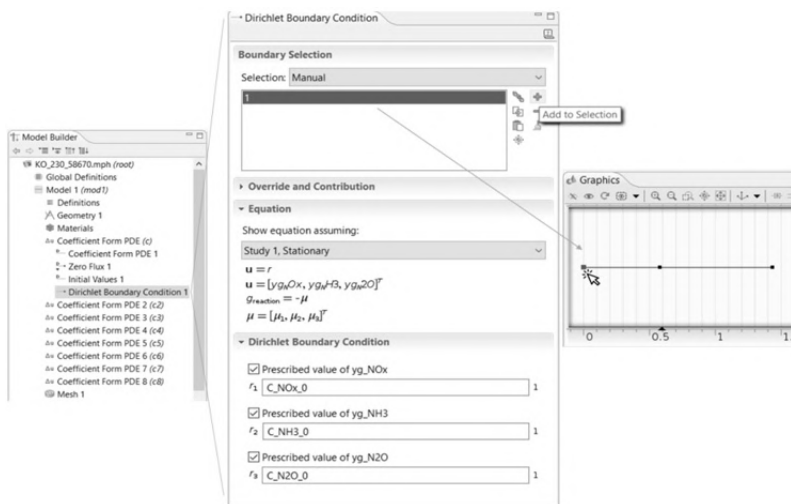 Dirichlet Boundary Condition
Boundary Selection
Selection: Manual
1
Add to Selection
Override and Contribution
Equation
Show equation assuming:
Study 1, Stationary
u = r
u = [yg_NOx, yg_NH3, yg_N2O]^T
g_reaction = -μ
μ = [μ₁, μ₂, μ₃]^T
Dirichlet Boundary Condition
Prescribed value of yg_NOx
r₁ C_NOx_0 1
Prescribed value of yg_NH3
r₂ C_NH3_0 1
Prescribed value of yg_N2O
r₃ C_N2O_0 1
Model Builder
KO_230_58670.mph (root)
Global Definitions
Model 1 (mod1)
Definitions
Geometry 1
Materials
Coefficient Form PDE (c)
Coefficient Form PDE 1
Zero Flux 1
Initial Values 1
Dirichlet Boundary Condition 1
Coefficient Form PDE 2 (c2)
Coefficient Form PDE 3 (c3)
Coefficient Form PDE 4 (c4)
Coefficient Form PDE 5 (c5)
Coefficient Form PDE 6 (c6)
Coefficient Form PDE 7 (c7)
Coefficient Form PDE 8 (c8)
Mesh 1
Graphics
0 0.5 1